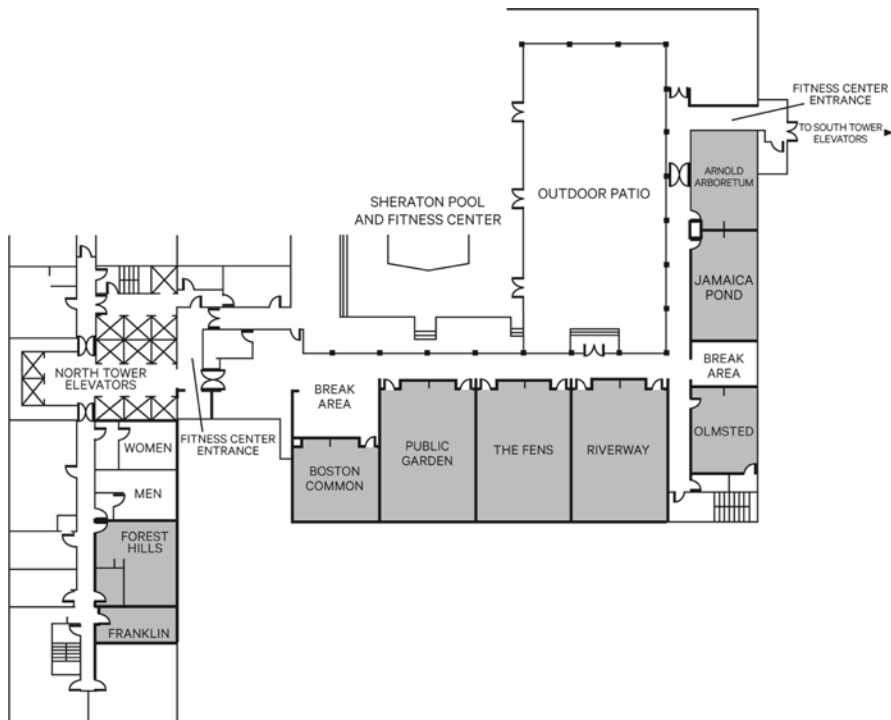 FITNESS CENTER
ENTRANCE
TO SOUTH TOWER
ELEVATORS
ARNOLD
ARBORETUM
OUTDOOR PATIO
SHERATON POOL
AND FITNESS CENTER
JAMAICA
POND
BREAK
AREA
NORTH TOWER
ELEVATORS
BREAK
AREA
OLMSTED
FITNESS CENTER
ENTRANCE
WOMEN
PUBLIC
GARDEN
THE FENS
RIVERWAY
BOSTON
COMMON
MEN
FOREST
HILLS
FRANKLIN